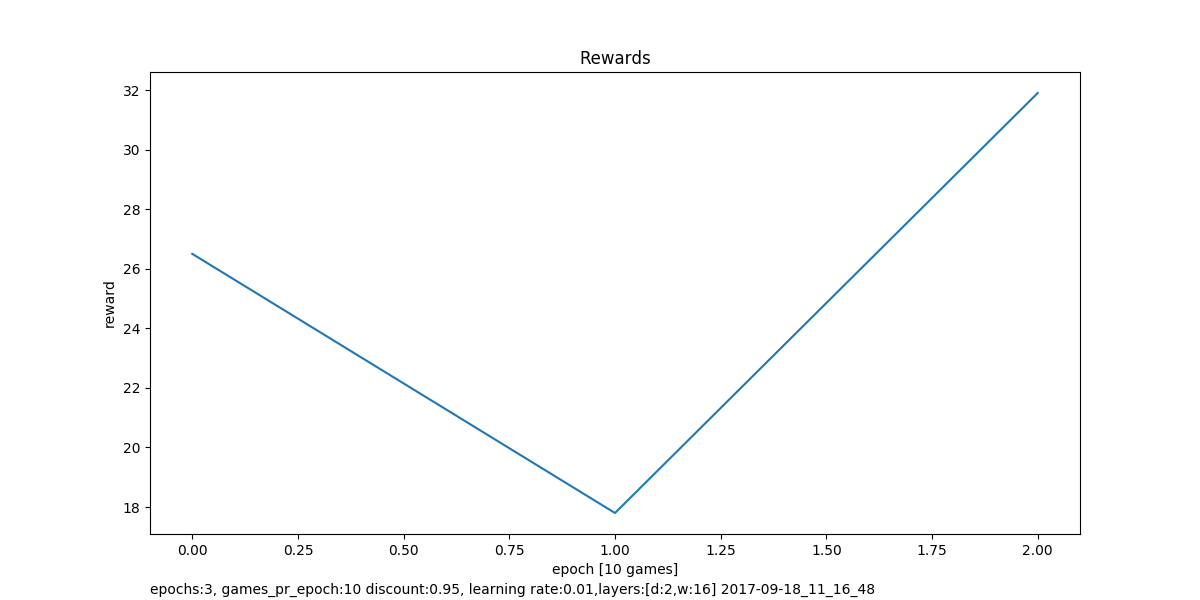 Rewards
32
30
28
26
24
22
20
18
reward
0.00 0.25 0.50 0.75 1.00 1.25 1.50 1.75 2.00
epoch [10 games]
epochs:3, games_pr_epoch:10 discount:0.95, learning rate:0.01,layers:[d:2,w:16] 2017-09-18_11_16_48